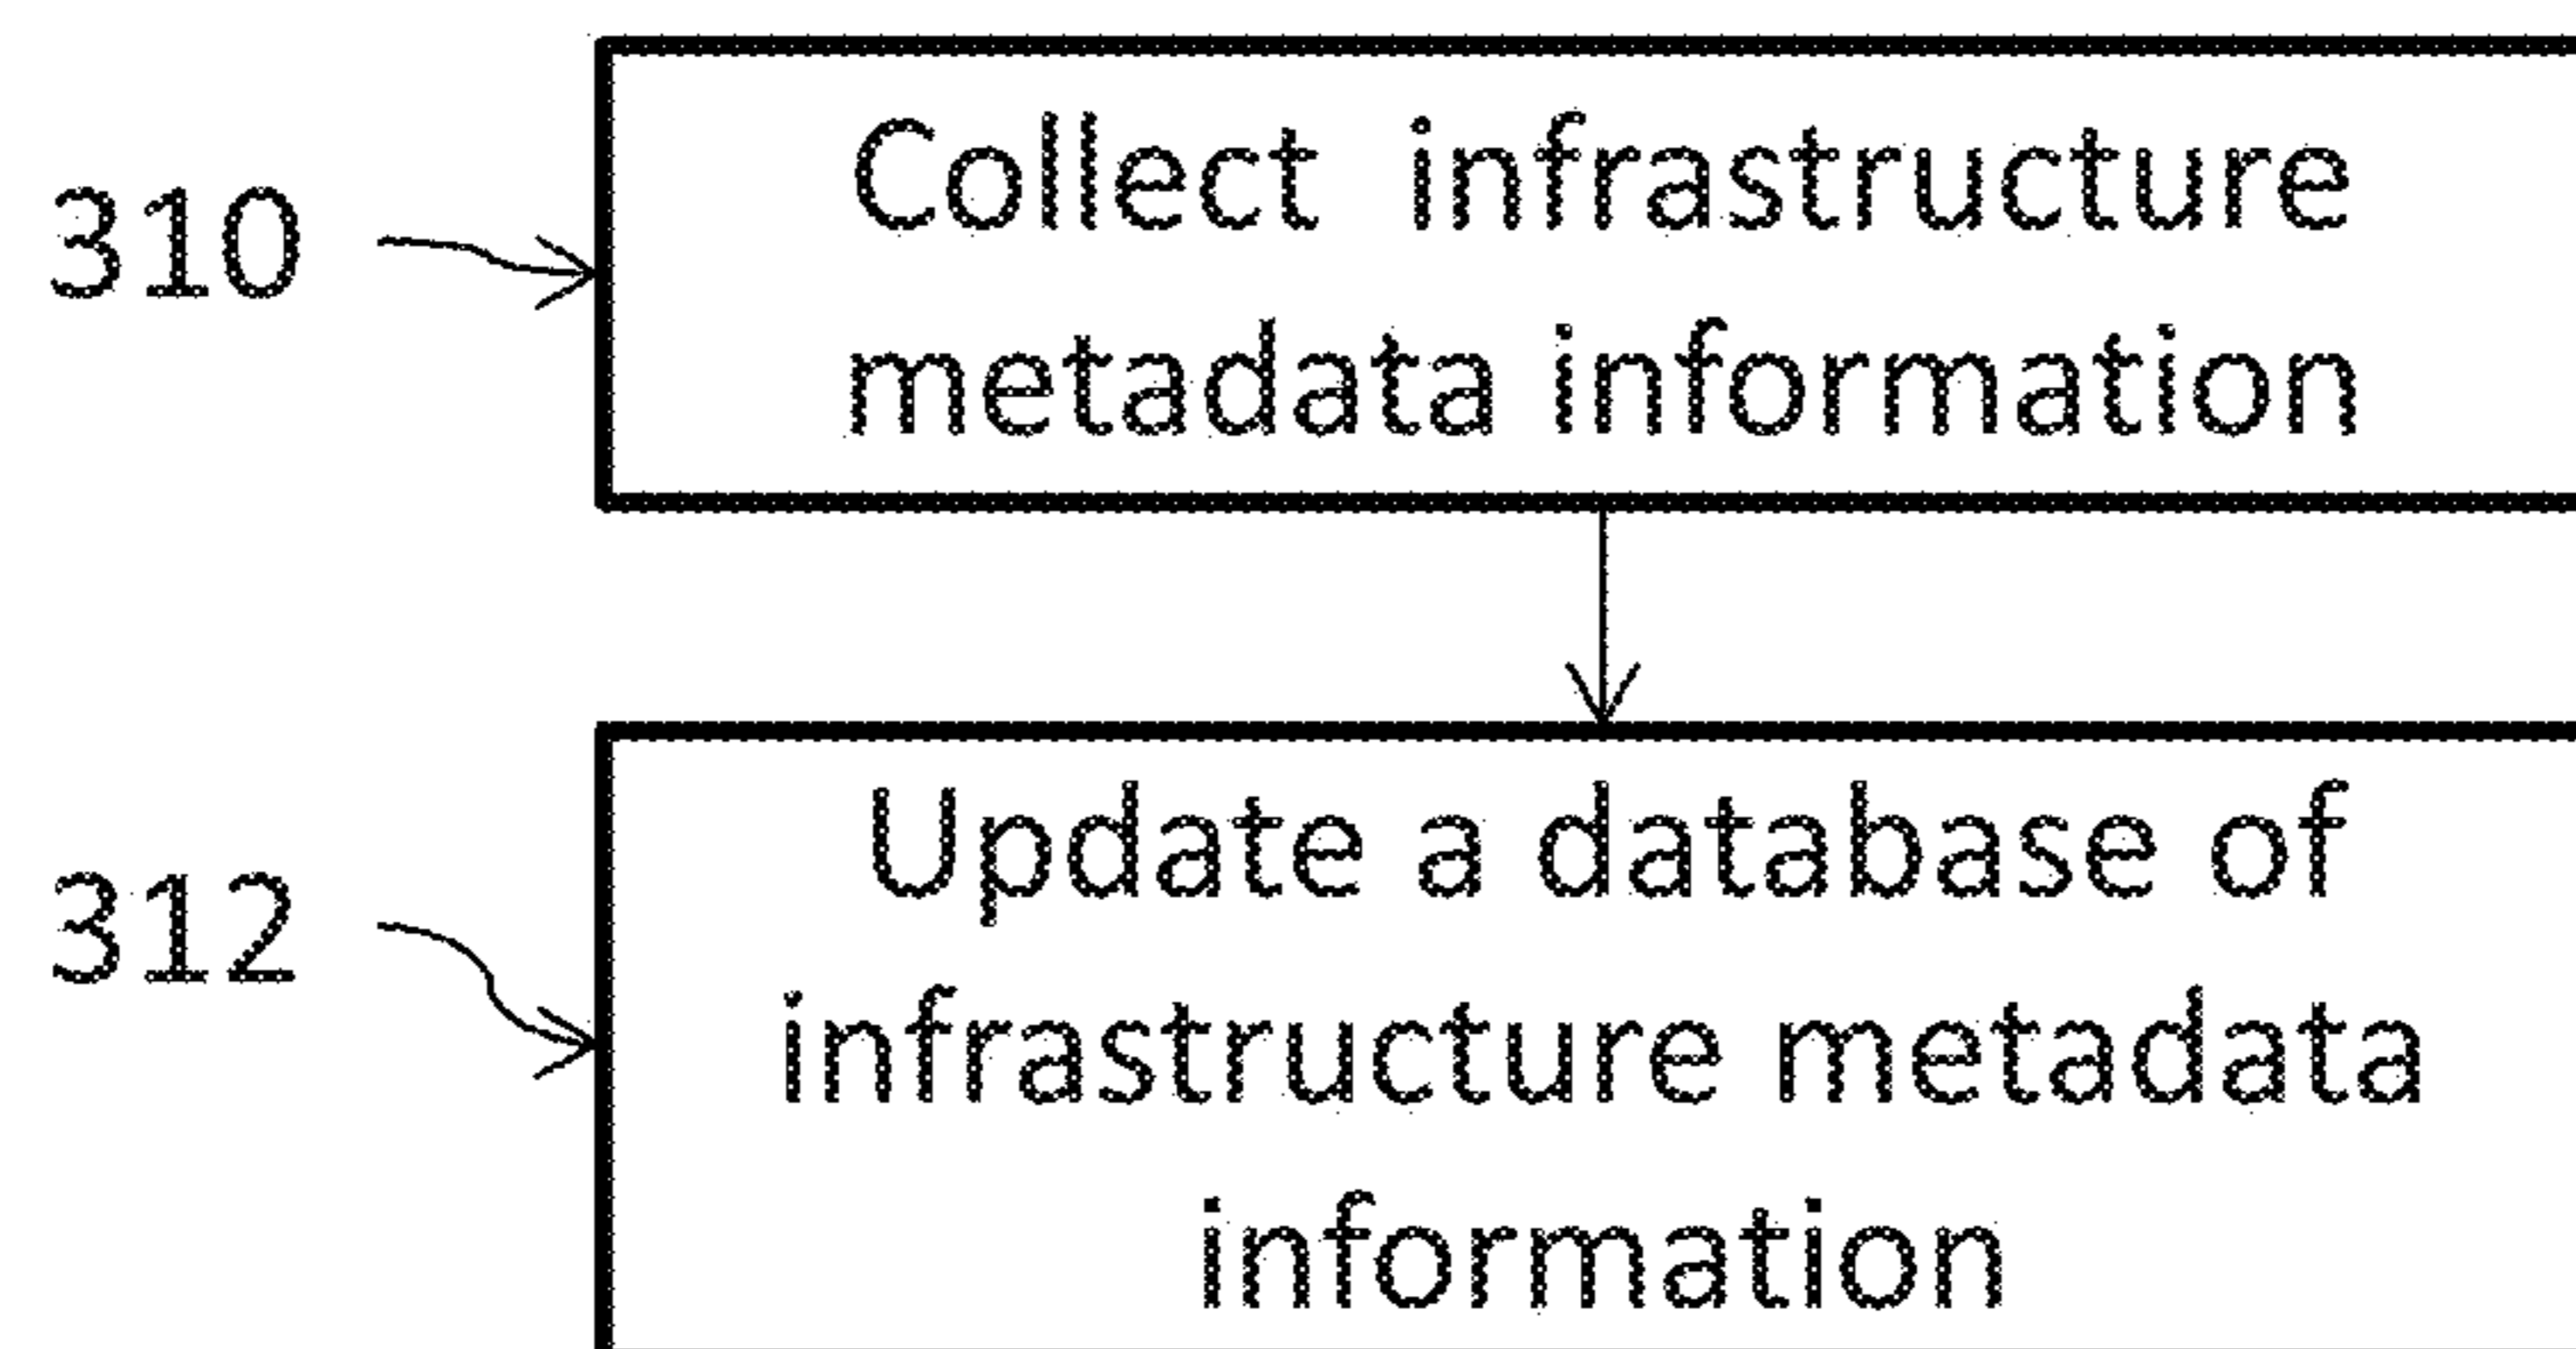 310
Collect infrastructure
metadata information
312
Update a database of
infrastructure metadata
information